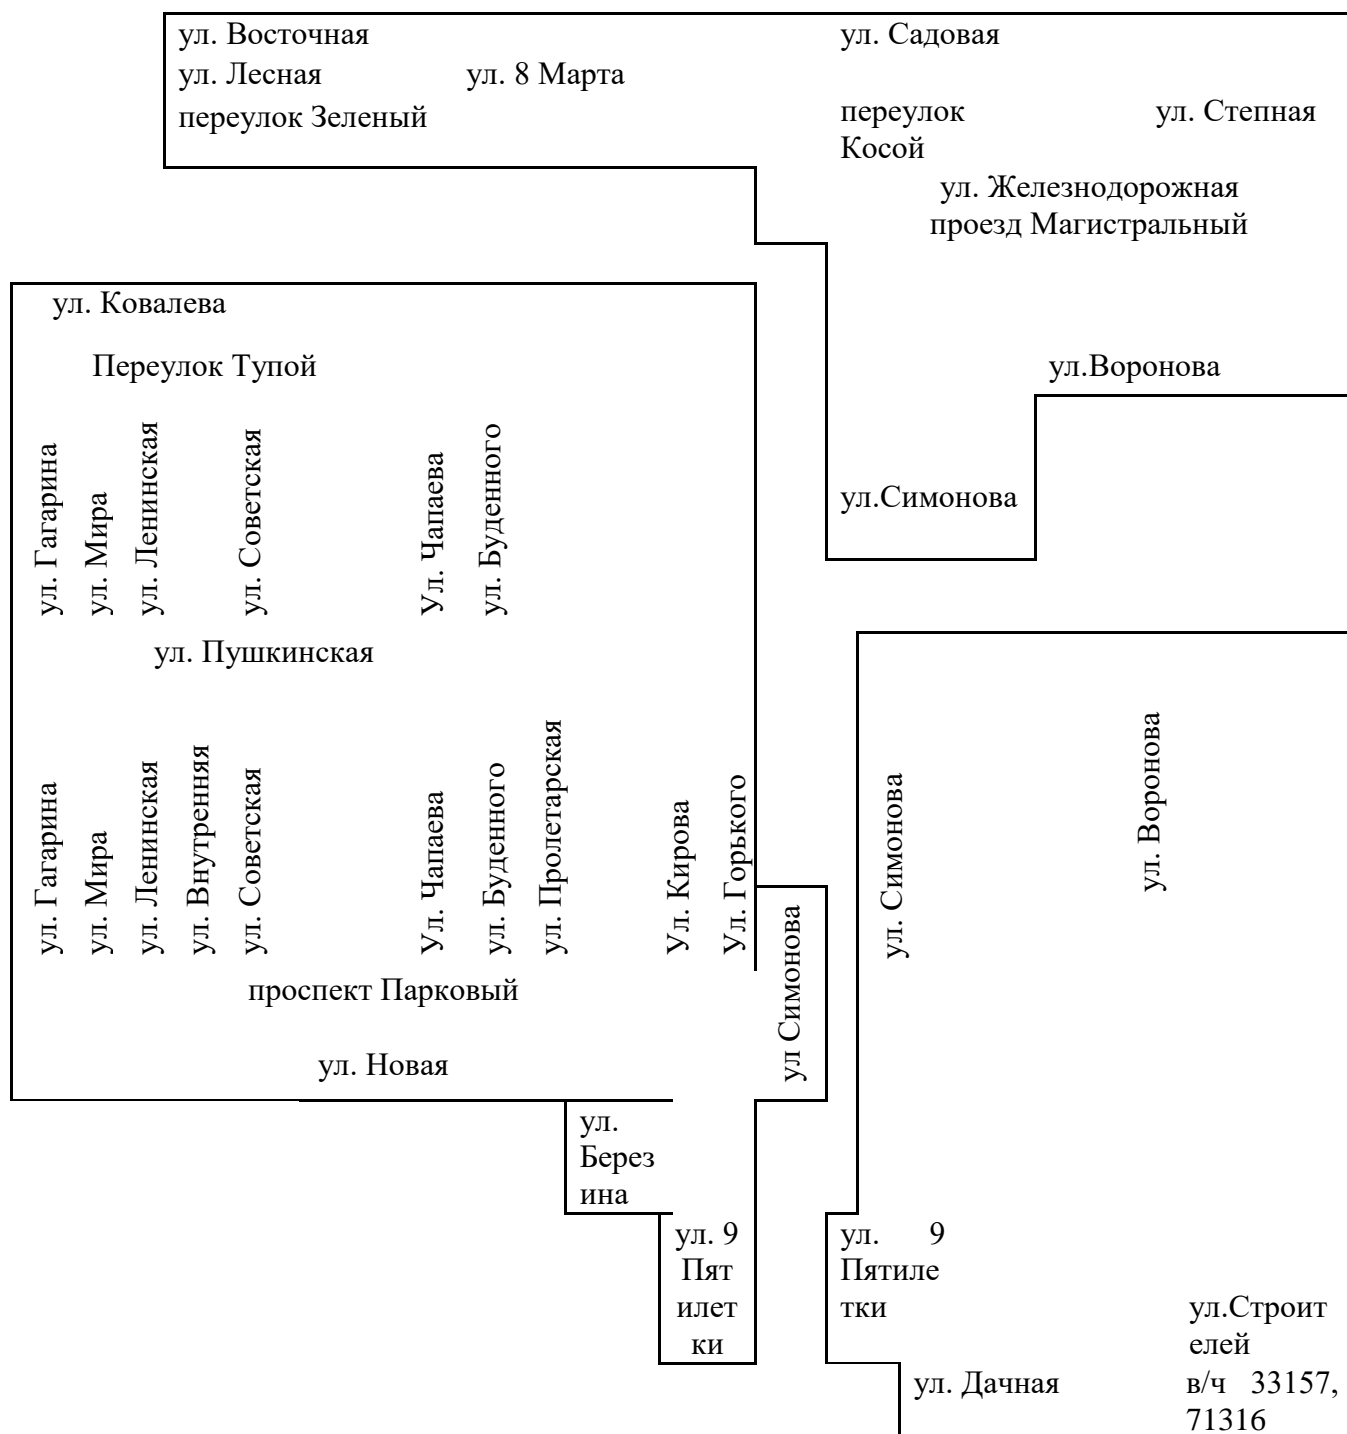 ул. Восточная
ул. Садовая
ул. Лесная
ул. 8 Марта
переулок Зеленый
переулок
Косой
ул. Степная
ул. Железнодорожная
проезд Магистральный
ул. Ковалева
Переулок Тупой
ул.Воронова
ул. Гагарина
ул. Мира
ул. Ленинская
ул. Советская
Ул. Чапаева
ул. Буденного
ул.Симонова
ул. Пушкинская
ул. Гагарина
ул. Мира
ул. Ленинская
ул. Внутренняя
ул. Советская
Ул. Чапаева
ул. Буденного
ул. Пролетарская
Ул. Кирова
Ул. Горького
ул Симонова
ул. Симонова
ул. Воронова
проспект Парковый
ул. Новая
ул.
Берез
ина
ул. 9
Пят
илет
ки
ул. 9
Пятиле
тки
ул.Строит
елей
ул. Дачная
в/ч 33157,
71316